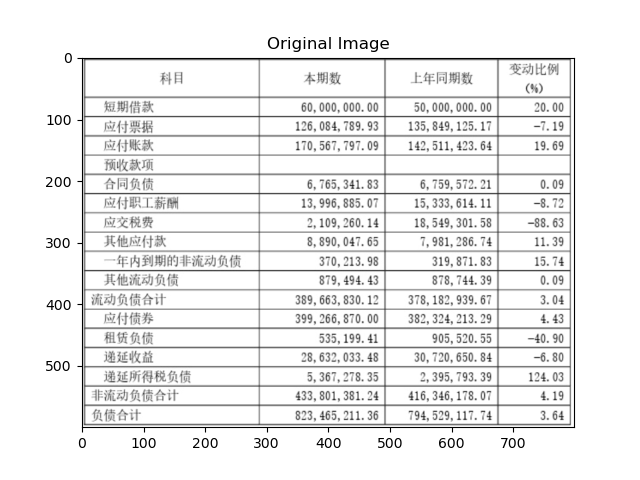 Original Image
科目 本期数 上年同期数 变动比例(%)
短期借款 60,000,000.00 50,000,000.00 20.00
应付票据 126,084,789.93 135,849,125.17 -7.19
应付账款 170,567,797.09 142,511,423.64 19.69
预收款项
合同负债 6,765,341.83 6,759,572.21 0.09
应付职工薪酬 13,996,885.07 15,333,614.11 -8.72
应交税费 2,109,260.14 18,549,301.58 -88.63
其他应付款 8,890,047.65 7,981,286.74 11.39
一年内到期的非流动负债 370,213.98 319,871.83 15.74
其他流动负债 879,494.43 878,744.39 0.09
流动负债合计 389,663,830.12 378,182,939.67 3.04
应付债券 399,266,870.00 382,324,213.29 4.43
租赁负债 535,199.41 905,520.55 -40.90
递延收益 28,632,033.48 30,720,650.84 -6.80
递延所得税负债 5,367,278.35 2,395,793.39 124.03
非流动负债合计 433,801,381.24 416,346,178.07 4.19
负债合计 823,465,211.36 794,529,117.74 3.64
0
100
200
300
400
500
0 100 200 300 400 500 600 700